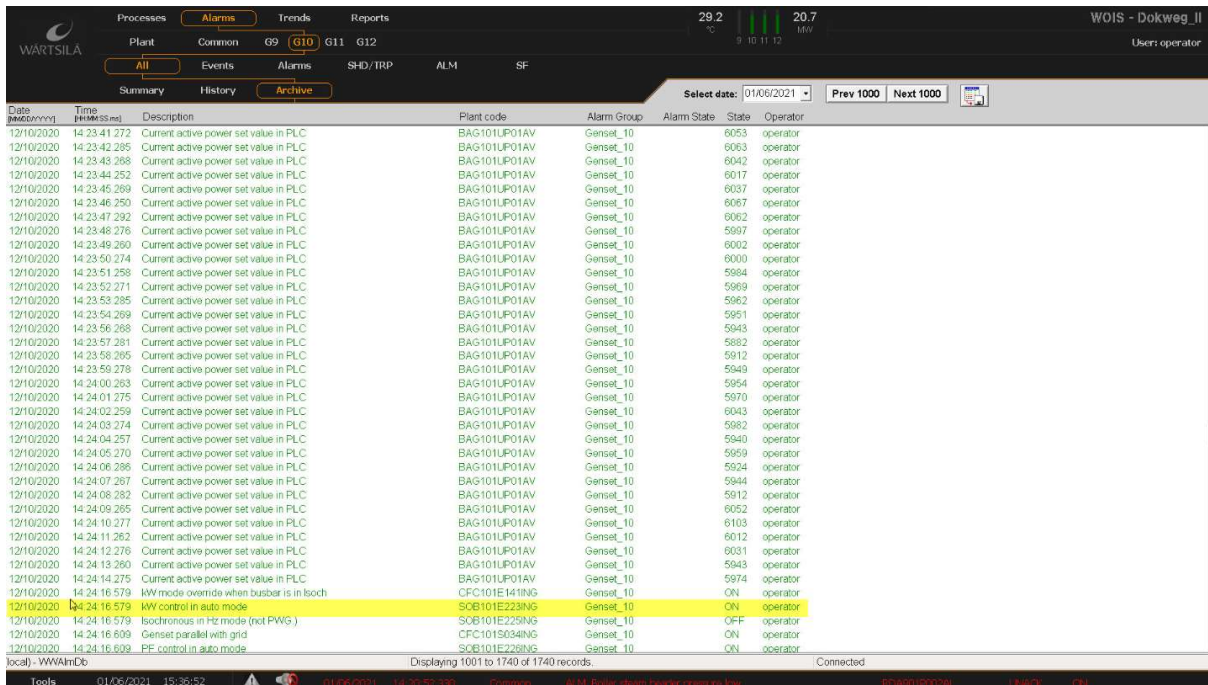 Processes Alarms Trends Reports 29.2 20.7 WOIS - Dokweg_II
°C 9 10 11 12 MW
WÄRTSILÄ Plant Common G9 G10 G11 G12 User: operator
All Events Alarms SHD/TRP ALM SF
Summary History Archive Select date: 01/06/2021 Prev 1000 Next 1000
Date Time Description Plant code Alarm Group Alarm State State Operator
[MM/DD/YYYY] [HH:MM:SS.ms]
12/10/2020 14:23:41.272 Current active power set value in PLC BAG101UP01AV Genset_10 6053 operator
12/10/2020 14:23:42.285 Current active power set value in PLC BAG101UP01AV Genset_10 6063 operator
12/10/2020 14:23:43.268 Current active power set value in PLC BAG101UP01AV Genset_10 6042 operator
12/10/2020 14:23:44.252 Current active power set value in PLC BAG101UP01AV Genset_10 6017 operator
12/10/2020 14:23:45.269 Current active power set value in PLC BAG101UP01AV Genset_10 6037 operator
12/10/2020 14:23:46.250 Current active power set value in PLC BAG101UP01AV Genset_10 6067 operator
12/10/2020 14:23:47.292 Current active power set value in PLC BAG101UP01AV Genset_10 6062 operator
12/10/2020 14:23:48.276 Current active power set value in PLC BAG101UP01AV Genset_10 5997 operator
12/10/2020 14:23:49.260 Current active power set value in PLC BAG101UP01AV Genset_10 6002 operator
12/10/2020 14:23:50.274 Current active power set value in PLC BAG101UP01AV Genset_10 6000 operator
12/10/2020 14:23:51.258 Current active power set value in PLC BAG101UP01AV Genset_10 5984 operator
12/10/2020 14:23:52.271 Current active power set value in PLC BAG101UP01AV Genset_10 5969 operator
12/10/2020 14:23:53.285 Current active power set value in PLC BAG101UP01AV Genset_10 5962 operator
12/10/2020 14:23:54.269 Current active power set value in PLC BAG101UP01AV Genset_10 5951 operator
12/10/2020 14:23:56.268 Current active power set value in PLC BAG101UP01AV Genset_10 5943 operator
12/10/2020 14:23:57.281 Current active power set value in PLC BAG101UP01AV Genset_10 5882 operator
12/10/2020 14:23:58.265 Current active power set value in PLC BAG101UP01AV Genset_10 5912 operator
12/10/2020 14:23:59.278 Current active power set value in PLC BAG101UP01AV Genset_10 5949 operator
12/10/2020 14:24:00.263 Current active power set value in PLC BAG101UP01AV Genset_10 5954 operator
12/10/2020 14:24:01.275 Current active power set value in PLC BAG101UP01AV Genset_10 5970 operator
12/10/2020 14:24:02.259 Current active power set value in PLC BAG101UP01AV Genset_10 6043 operator
12/10/2020 14:24:03.274 Current active power set value in PLC BAG101UP01AV Genset_10 5982 operator
12/10/2020 14:24:04.257 Current active power set value in PLC BAG101UP01AV Genset_10 5940 operator
12/10/2020 14:24:05.270 Current active power set value in PLC BAG101UP01AV Genset_10 5959 operator
12/10/2020 14:24:06.286 Current active power set value in PLC BAG101UP01AV Genset_10 5924 operator
12/10/2020 14:24:07.267 Current active power set value in PLC BAG101UP01AV Genset_10 5944 operator
12/10/2020 14:24:08.282 Current active power set value in PLC BAG101UP01AV Genset_10 5912 operator
12/10/2020 14:24:09.265 Current active power set value in PLC BAG101UP01AV Genset_10 6052 operator
12/10/2020 14:24:10.277 Current active power set value in PLC BAG101UP01AV Genset_10 6103 operator
12/10/2020 14:24:11.262 Current active power set value in PLC BAG101UP01AV Genset_10 6012 operator
12/10/2020 14:24:12.276 Current active power set value in PLC BAG101UP01AV Genset_10 6031 operator
12/10/2020 14:24:13.260 Current active power set value in PLC BAG101UP01AV Genset_10 5943 operator
12/10/2020 14:24:14.275 Current active power set value in PLC BAG101UP01AV Genset_10 5974 operator
12/10/2020 14:24:16.579 kW mode override when busbar is in Isoch CFC101E141ING Genset_10 ON operator
12/10/2020 14:24:16.579 kW control in auto mode SOB101E223ING Genset_10 ON operator
12/10/2020 14:24:16.579 Isochronous in Hz mode (not PWG.) SOB101E225ING Genset_10 OFF operator
12/10/2020 14:24:16.609 Genset parallel with grid CFC101S034ING Genset_10 ON operator
12/10/2020 14:24:16.609 PF control in auto mode SOB101E226ING Genset_10 ON operator
local) - WWAlmDb Displaying 1001 to 1740 of 1740 records. Connected
Tools 01/06/2021 15:36:52 01/06/2021 14:20:52.330 Common ALM Boiler steam header pressure low UNACK ON